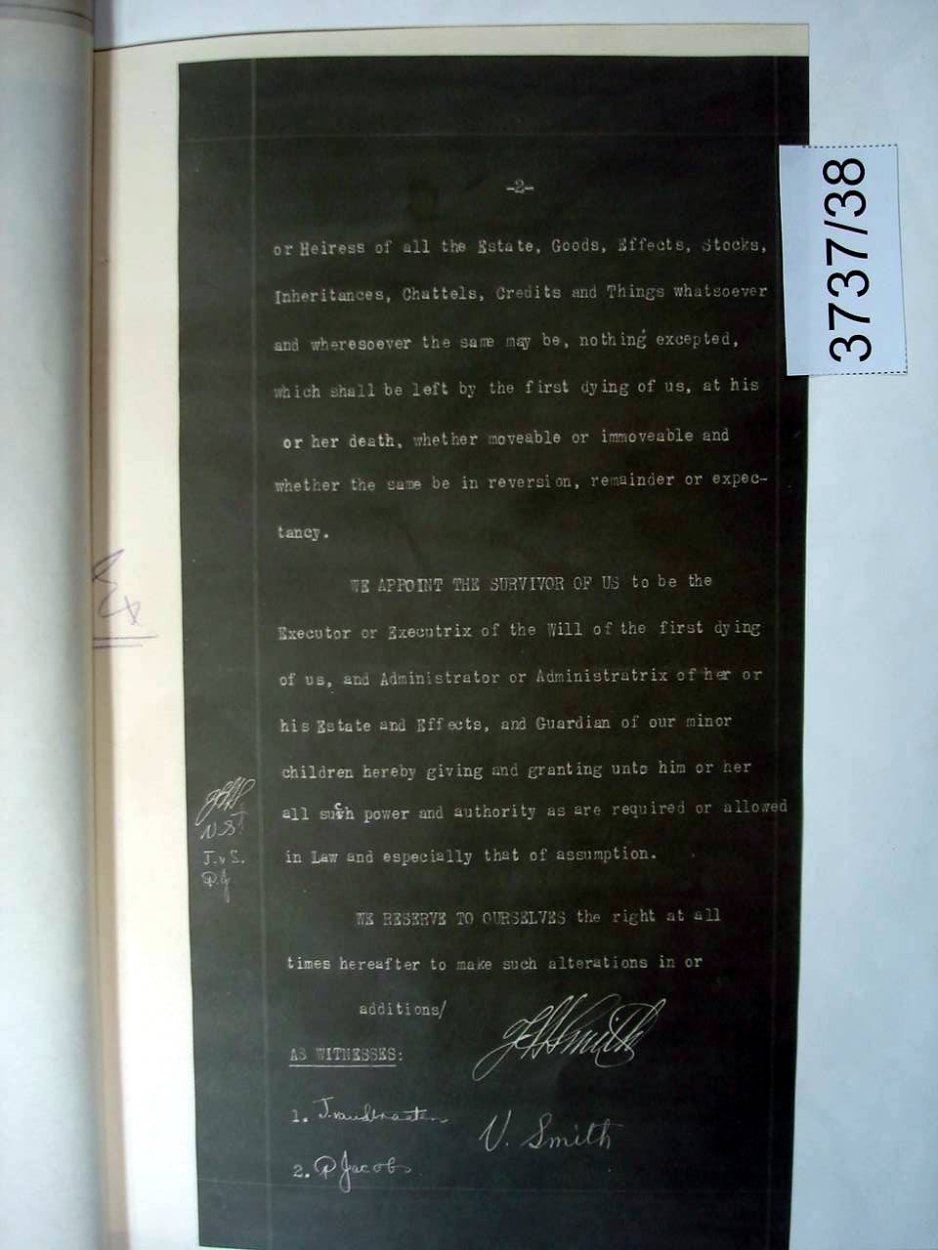 -2-
3737/38
or Heiress of all the Estate, Goods, Effects, Stocks,
Inheritances, Chattels, Credits and Things whatsoever
and wheresoever the same may be, nothing excepted,
which shall be left by the first dying of us, at his
or her death, whether moveable or immoveable and
whether the same be in reversion, remainder or expec-
tancy.
WE APPOINT THE SURVIVOR OF US to be the
Executor or Executrix of the Will of the first dying
of us, and Administrator or Administratrix of her or
his Estate and Effects, and Guardian of our minor
children hereby giving and granting unto him or her
all such power and authority as are required or allowed
in Law and especially that of assumption.
V.S.
J.v S.
P.J.
WE RESERVE TO OURSELVES the right at all
times hereafter to make such alterations in or
additions/
AS WITNESSES:
Smith
1.
V. Smith
2. P Jacobs